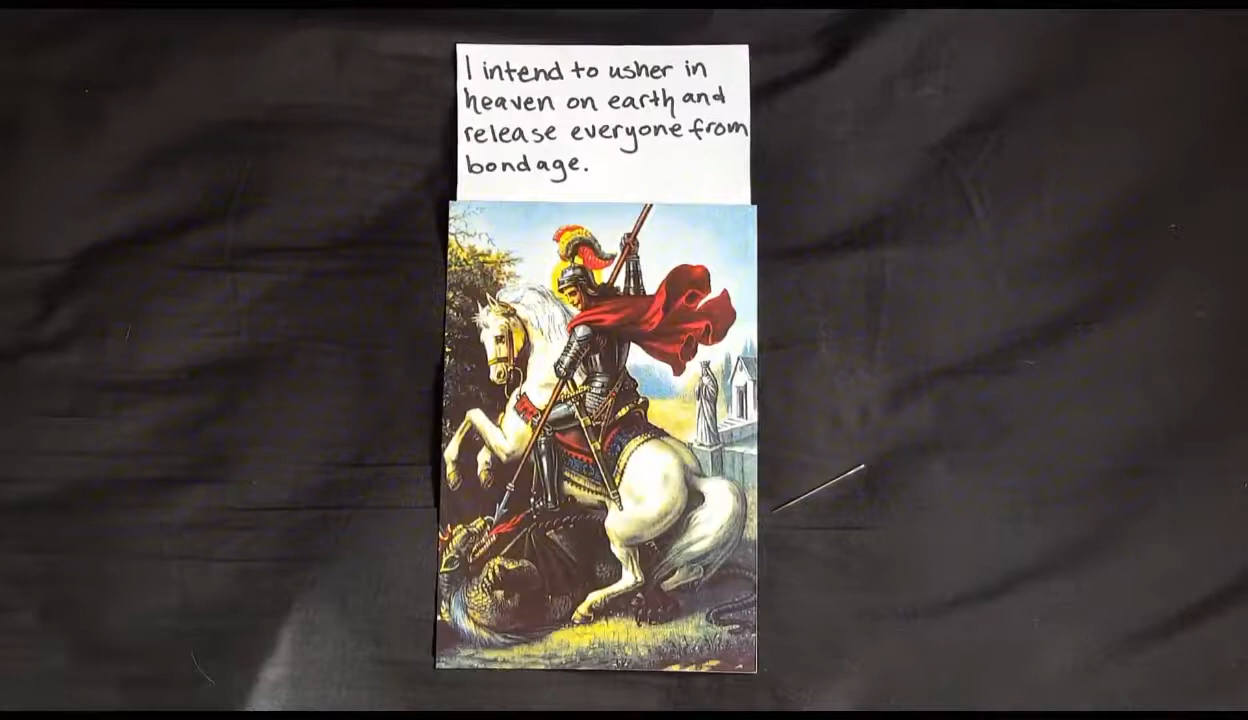 I intend to usher in
heaven on earth and
release everyone from
bondage.